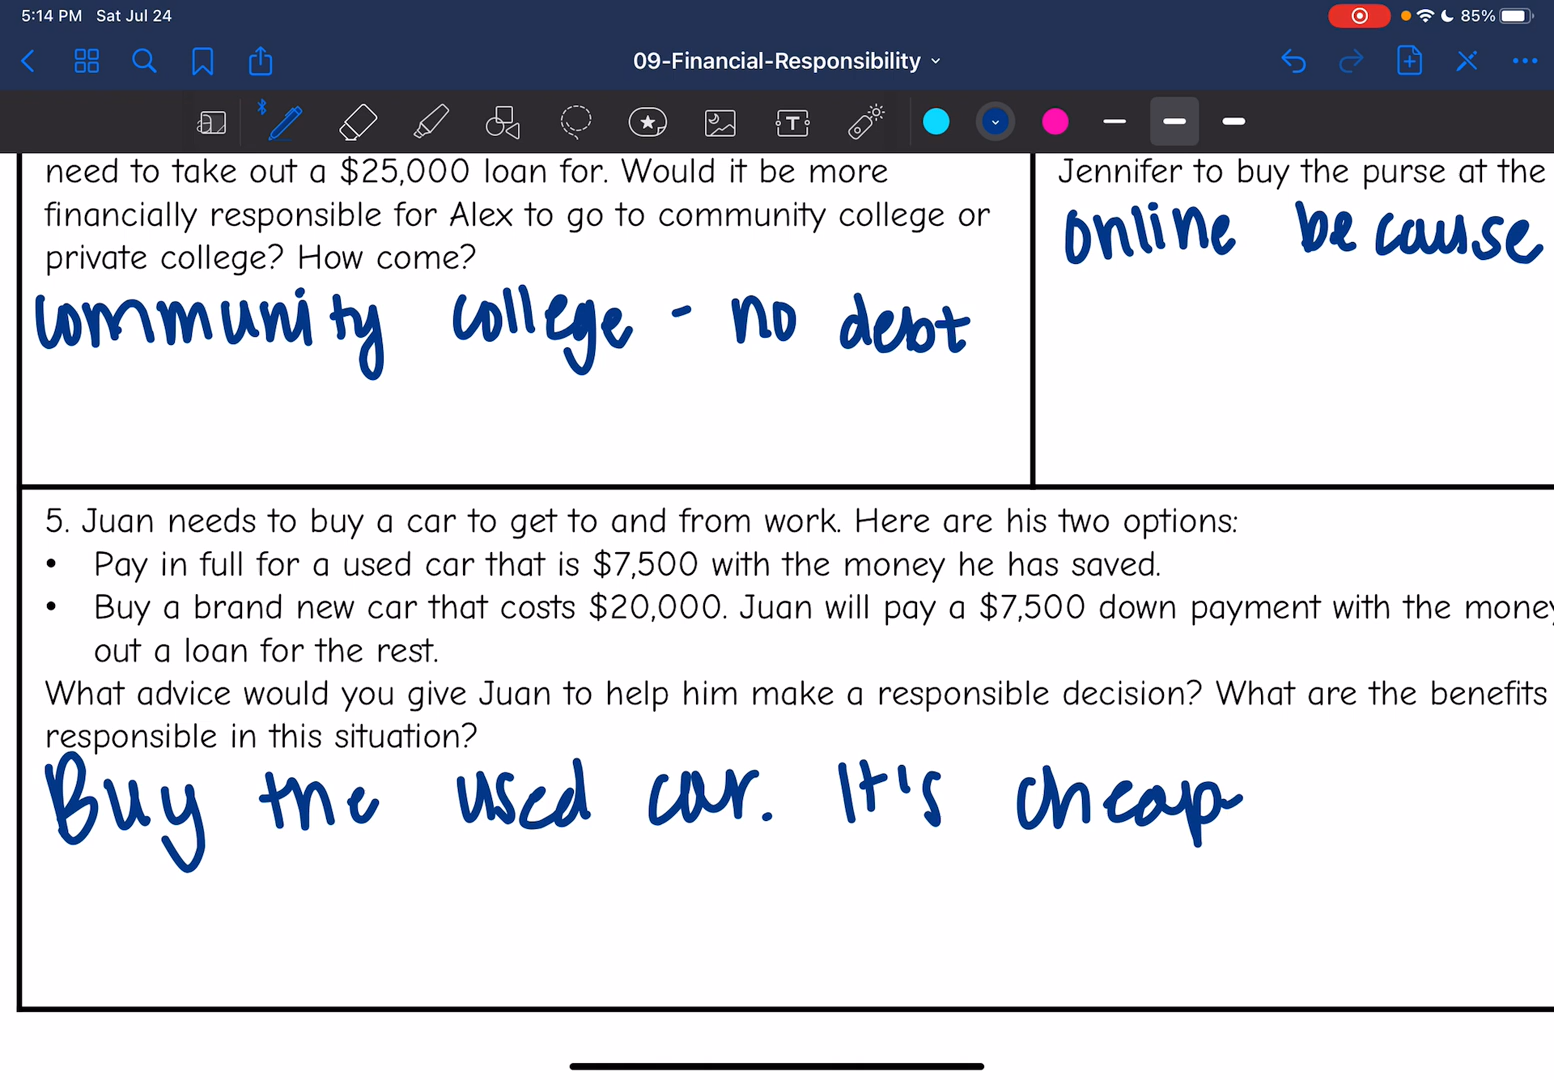 5:14 PM Sat Jul 24
85%
09-Financial-Responsibility
T
need to take out a $25,000 loan for. Would it be more
financially responsible for Alex to go to community college or
private college? How come?
community college - no debt
Jennifer to buy the purse at the
online because
5. Juan needs to buy a car to get to and from work. Here are his two options:
• Pay in full for a used car that is $7,500 with the money he has saved.
• Buy a brand new car that costs $20,000. Juan will pay a $7,500 down payment with the money
out a loan for the rest.
What advice would you give Juan to help him make a responsible decision? What are the benefits
responsible in this situation?
Buy the used car. It's cheap